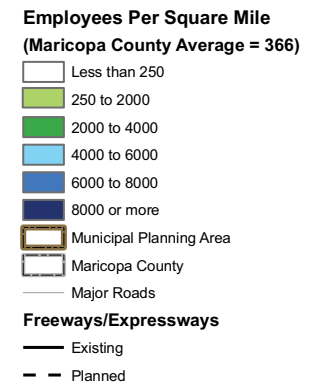 Employees Per Square Mile
(Maricopa County Average = 366)
Less than 250
250 to 2000
2000 to 4000
4000 to 6000
6000 to 8000
8000 or more
Municipal Planning Area
Maricopa County
Major Roads
Freeways/Expressways
Existing
Planned